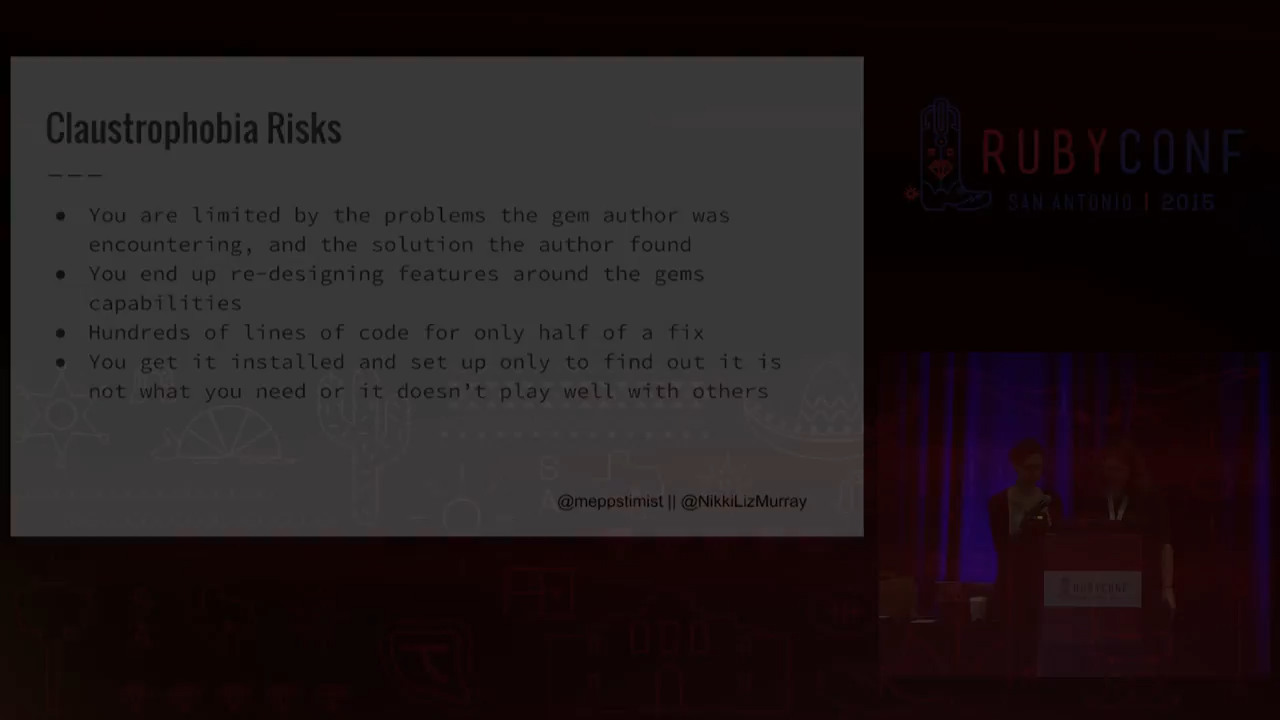 Claustrophobia Risks
● You are limited by the problems the gem author was
encountering, and the solution the author found
● You end up re-designing features around the gems
capabilities
● Hundreds of lines of code for only half of a fix
● You get it installed and set up only to find out it is
not what you need or it doesn't play well with others
@meppstimist || @NikkiLizMurray
RUBYCONF
SAN ANTONIO | 2015
RUBYCONF